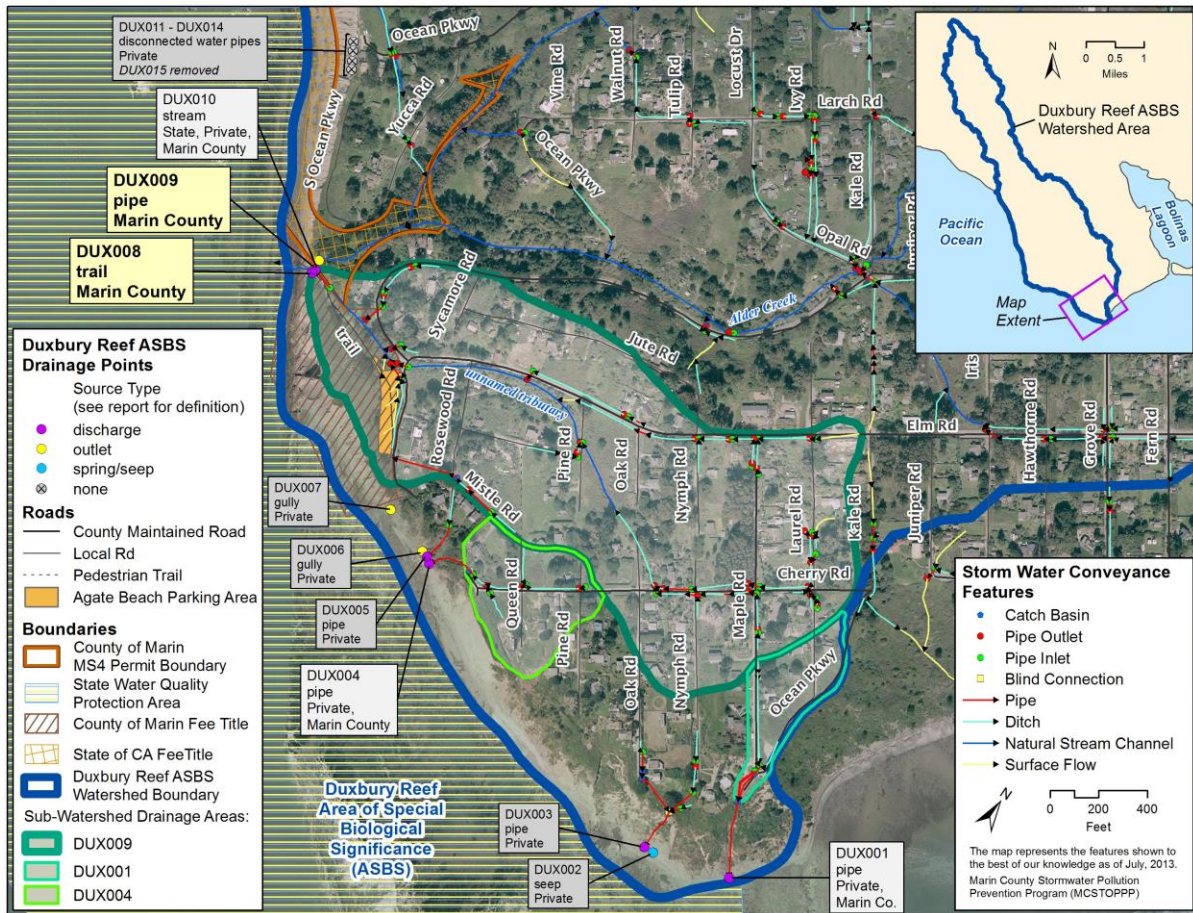 DUX011 - DUX014
disconnected water pipes
Private
DUX015 removed
DUX010
stream
State, Private,
Marin County
DUX009
pipe
Marin County
DUX008
trail
Marin County
Ocean Pkwy
Yucca Rd
S Ocean Pkwy
Vine Rd
Walnut Rd
Tulip Rd
Locust Dr
Ivy Rd
Larch Rd
Kale Rd
Ocean Pkwy
Opal Rd
Juniper Rd
Alder Creek
Sycamore Rd
Jute Rd
trail
unnamed tributary
Rosewood Rd
Pine Rd
Oak Rd
Nymph Rd
Elm Rd
Iris
Hawthorne Rd
Grove Rd
Fern Rd
Mistle Rd
Maple Rd
Laurel Rd
Kale Rd
Juniper Rd
Cherry Rd
Queen Rd
Pine Rd
Oak Rd
Nymph Rd
Ocean Pkwy
DUX007
gully
Private
DUX006
gully
Private
DUX005
pipe
Private
DUX004
pipe
Private,
Marin County
DUX003
pipe
Private
DUX002
seep
Private
DUX001
pipe
Private,
Marin Co.
Duxbury Reef
Area of Special
Biological
Significance
(ASBS)
Duxbury Reef ASBS
Drainage Points
Source Type
(see report for definition)
discharge
outlet
spring/seep
none
Roads
County Maintained Road
Local Rd
Pedestrian Trail
Agate Beach Parking Area
Boundaries
County of Marin
MS4 Permit Boundary
State Water Quality
Protection Area
County of Marin Fee Title
State of CA FeeTitle
Duxbury Reef ASBS
Watershed Boundary
Sub-Watershed Drainage Areas:
DUX009
DUX001
DUX004
N
0 0.5 1
Miles
Duxbury Reef ASBS
Watershed Area
Pacific
Ocean
Bolinas
Lagoon
Map
Extent
Storm Water Conveyance
Features
Catch Basin
Pipe Outlet
Pipe Inlet
Blind Connection
Pipe
Ditch
Natural Stream Channel
Surface Flow
N
0 200 400
Feet
The map represents the features shown to
the best of our knowledge as of July, 2013.
Marin County Stormwater Pollution
Prevention Program (MCSTOPPP)